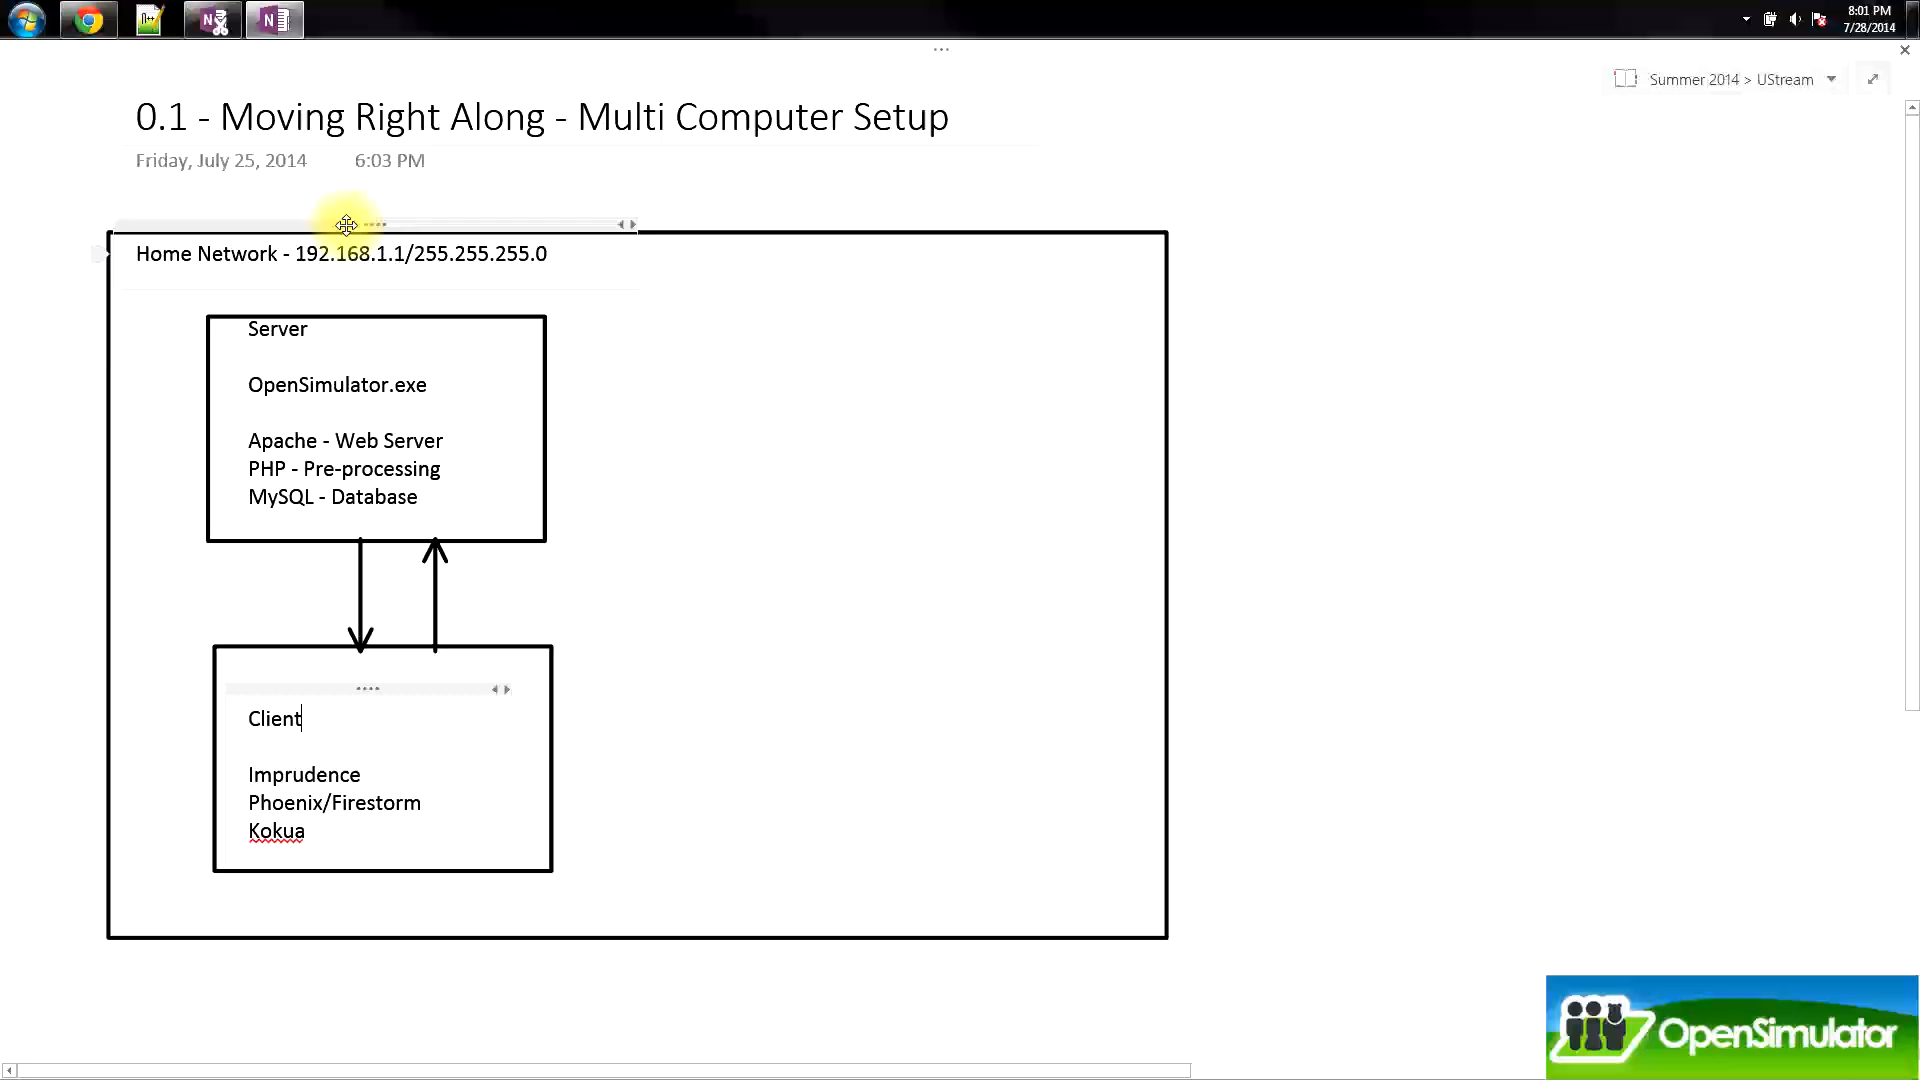 8:01 PM
7/28/2014
Summer 2014 > UStream
0.1 - Moving Right Along - Multi Computer Setup
Friday, July 25, 2014 6:03 PM
Home Network - 192.168.1.1/255.255.255.0
Server
OpenSimulator.exe
Apache - Web Server
PHP - Pre-processing
MySQL - Database
Client
Imprudence
Phoenix/Firestorm
Kokua
OpenSimulator